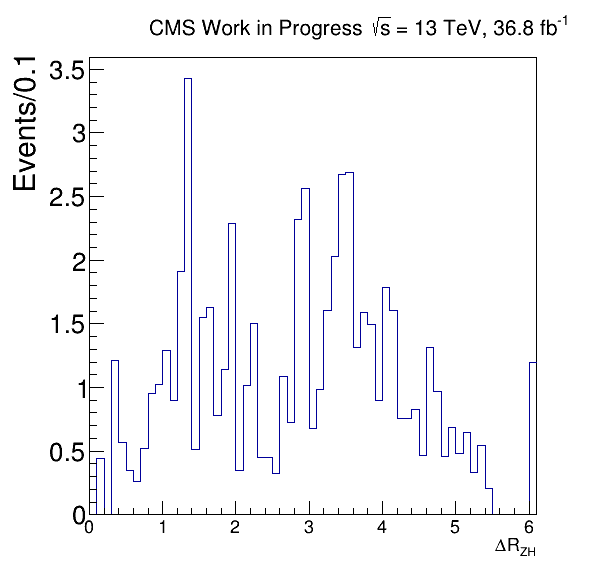 CMS Work in Progress √s = 13 TeV, 36.8 fb⁻¹
Events/0.1
3.5
3
2.5
2
1.5
1
0.5
0
0 1 2 3 4 5 6
ΔR_ZH